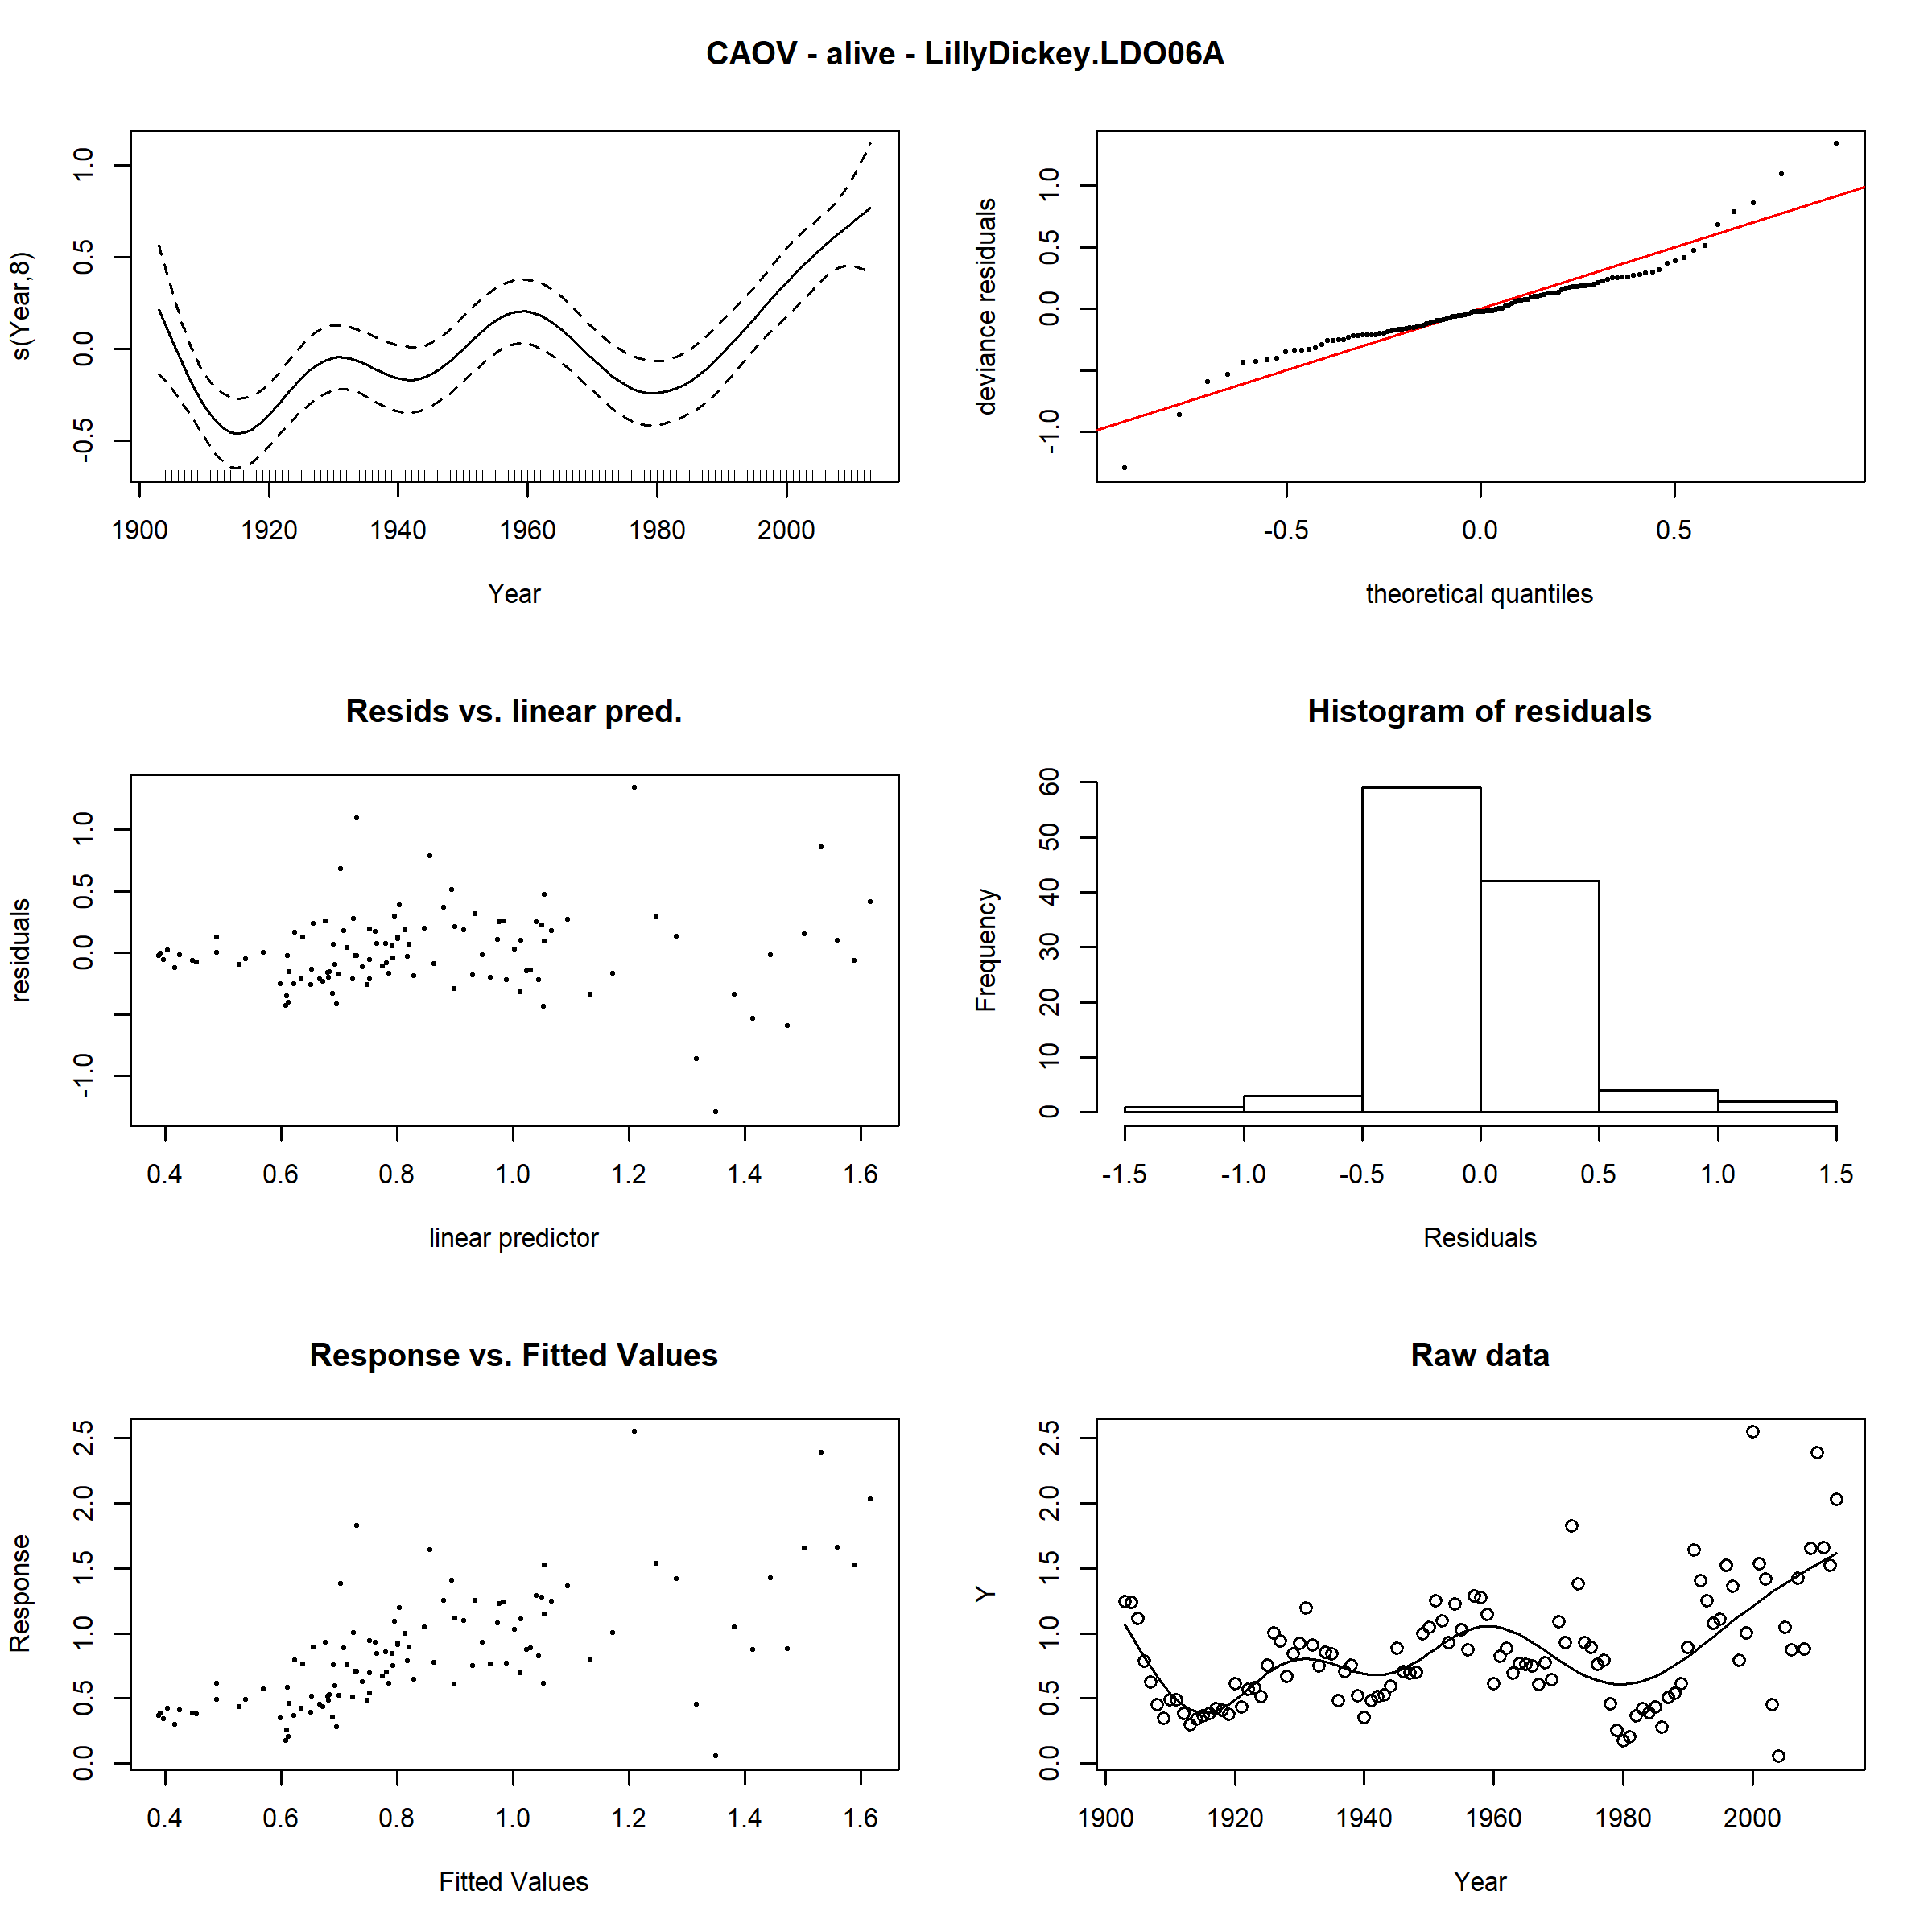 CAOV - alive - LillyDickey.LDO06A
s(Year,8)
-0.5 0.0 0.5 1.0
1900 1920 1940 1960 1980 2000
Year
deviance residuals
-1.0 0.0 0.5 1.0
-0.5 0.0 0.5
theoretical quantiles
Resids vs. linear pred.
residuals
-1.0 0.0 0.5 1.0
0.4 0.6 0.8 1.0 1.2 1.4 1.6
linear predictor
Histogram of residuals
Frequency
0 10 20 30 40 50 60
-1.5 -1.0 -0.5 0.0 0.5 1.0 1.5
Residuals
Response vs. Fitted Values
Response
0.0 0.5 1.0 1.5 2.0 2.5
0.4 0.6 0.8 1.0 1.2 1.4 1.6
Fitted Values
Raw data
Y
0.0 0.5 1.0 1.5 2.0 2.5
1900 1920 1940 1960 1980 2000
Year